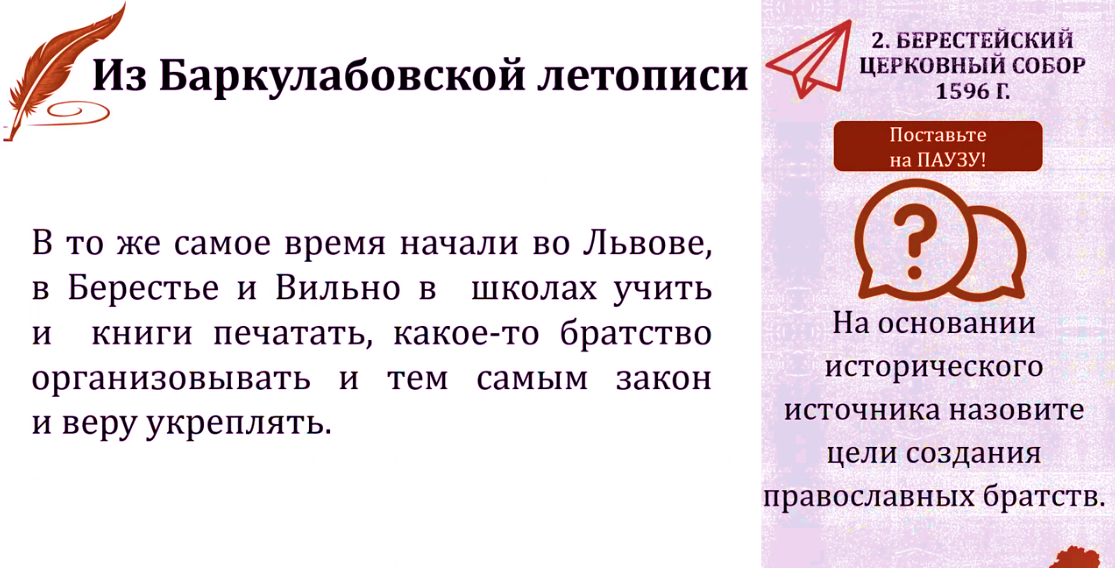 Из Баркулабовской летописи
В то же самое время начали во Львове,
в Берестье и Вильно в школах учить
и книги печатать, какое-то братство
организовывать и тем самым закон
и веру укреплять.
2. БЕРЕСТЕЙСКИЙ
ЦЕРКОВНЫЙ СОБОР
1596 Г.
Поставьте
на ПАУЗУ!
?
На основании
исторического
источника назовите
цели создания
православных братств.